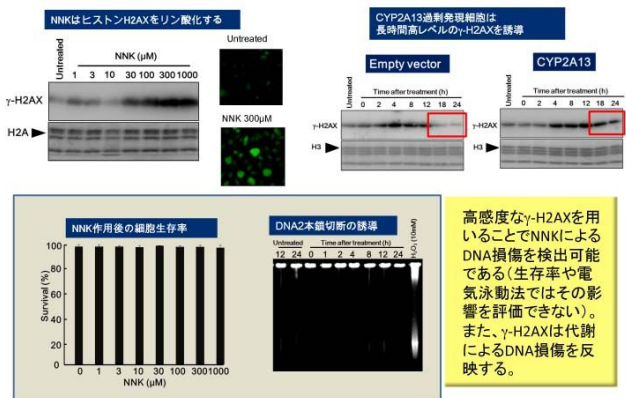 NNKはヒストンH2AXをリン酸化する
NNK (μM)
Untreated
1 3 10 30 100 300 1000
γ-H2AX
H2A
Untreated
NNK 300μM
CYP2A13過剰発現細胞は
長時間高レベルのγ-H2AXを誘導
Empty vector
Untreated
Time after treatment (h)
0 2 4 8 12 18 24
γ-H2AX
H3
CYP2A13
Untreated
Time after treatment (h)
0 2 4 8 12 18 24
γ-H2AX
H3
NNK作用後の細胞生存率
Survival (%)
100
80
60
40
20
0
0 1 3 10 30 100 300 1000
NNK (μM)
DNA2本鎖切断の誘導
Untreated
Time after treatment (h)
12 24 0 1 2 4 8 12 24
H₂O₂ (10mM)
高感度なγ-H2AXを用
いることでNNKによる
DNA損傷を検出可能
である(生存率や電
気泳動法ではその影
響を評価できない)。
また、γ-H2AXは代謝
によるDNA損傷を反
映する。